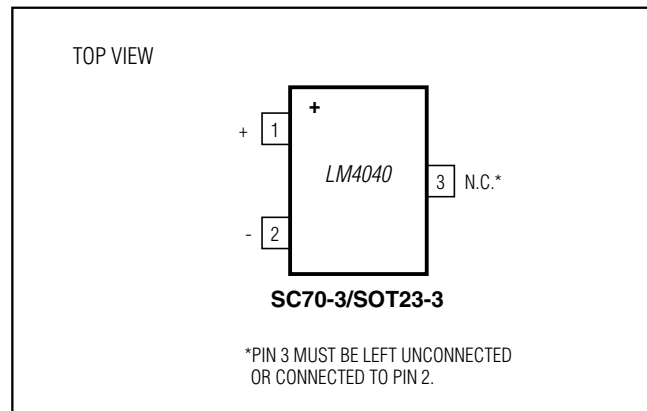 TOP VIEW
+
+ 1
LM4040
3 N.C.*
- 2
SC70-3/SOT23-3
*PIN 3 MUST BE LEFT UNCONNECTED
OR CONNECTED TO PIN 2.